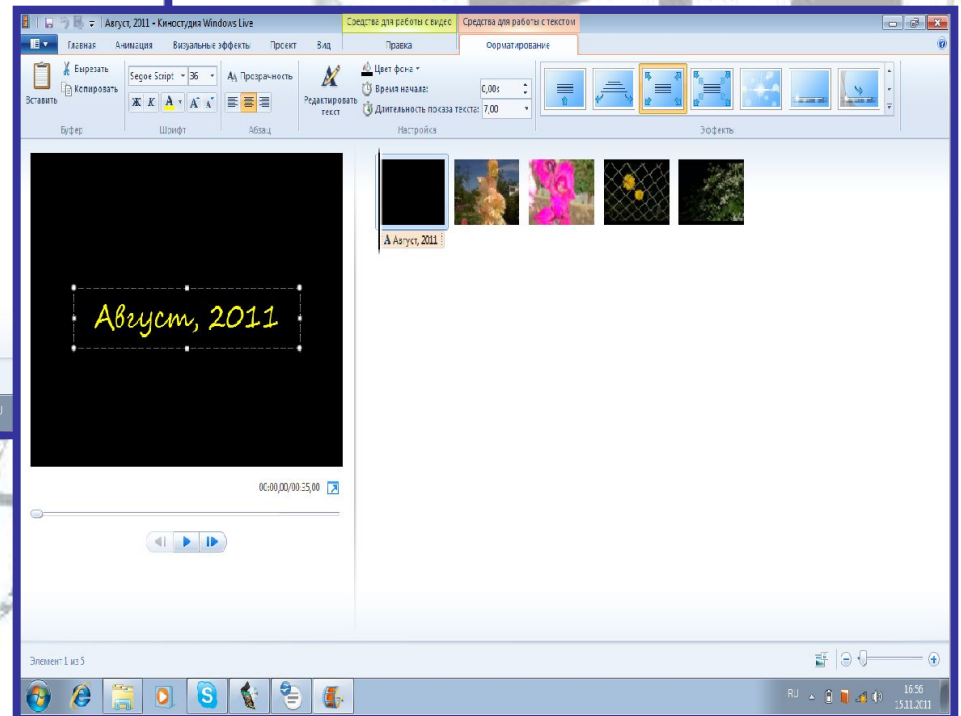 Август, 2011 - Киностудия Windows Live
Средства для работы с видео
Средства для работы с текстом
Главная
Анимация
Визуальные эффекты
Проект
Вид
Правка
Форматирование
Вставить
Вырезать
Копировать
Буфер
Segoe Script
36
Прозрачность
Ж К A A A
Шрифт
Абзац
Редактировать текст
Цвет фона
Время начала: 0,00s
Длительность показа текста: 7,00
Настройка
Эффекты
A Август, 2011
Август, 2011
00:00,00/00:35,00
Элемент 1 из 5
RU
16:56
15.11.2011